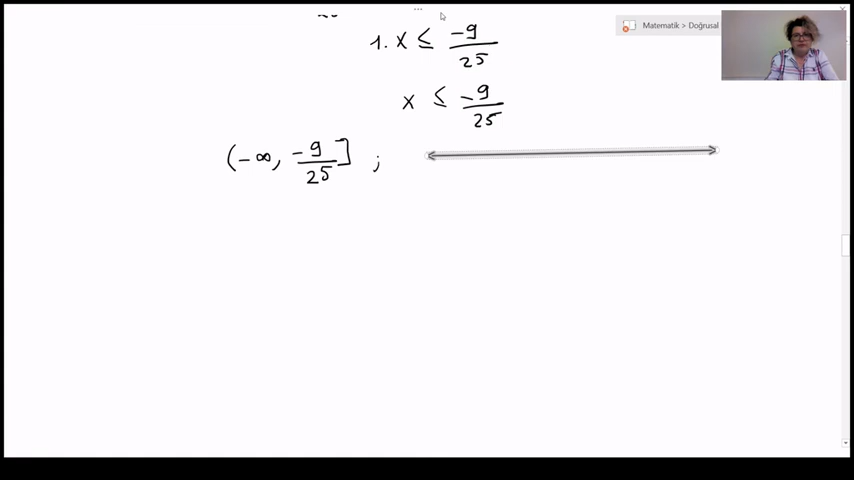 1. x ≤ -9/25
Matematik > Doğrusal
x ≤ -9/25
(-∞, -9/25] ;